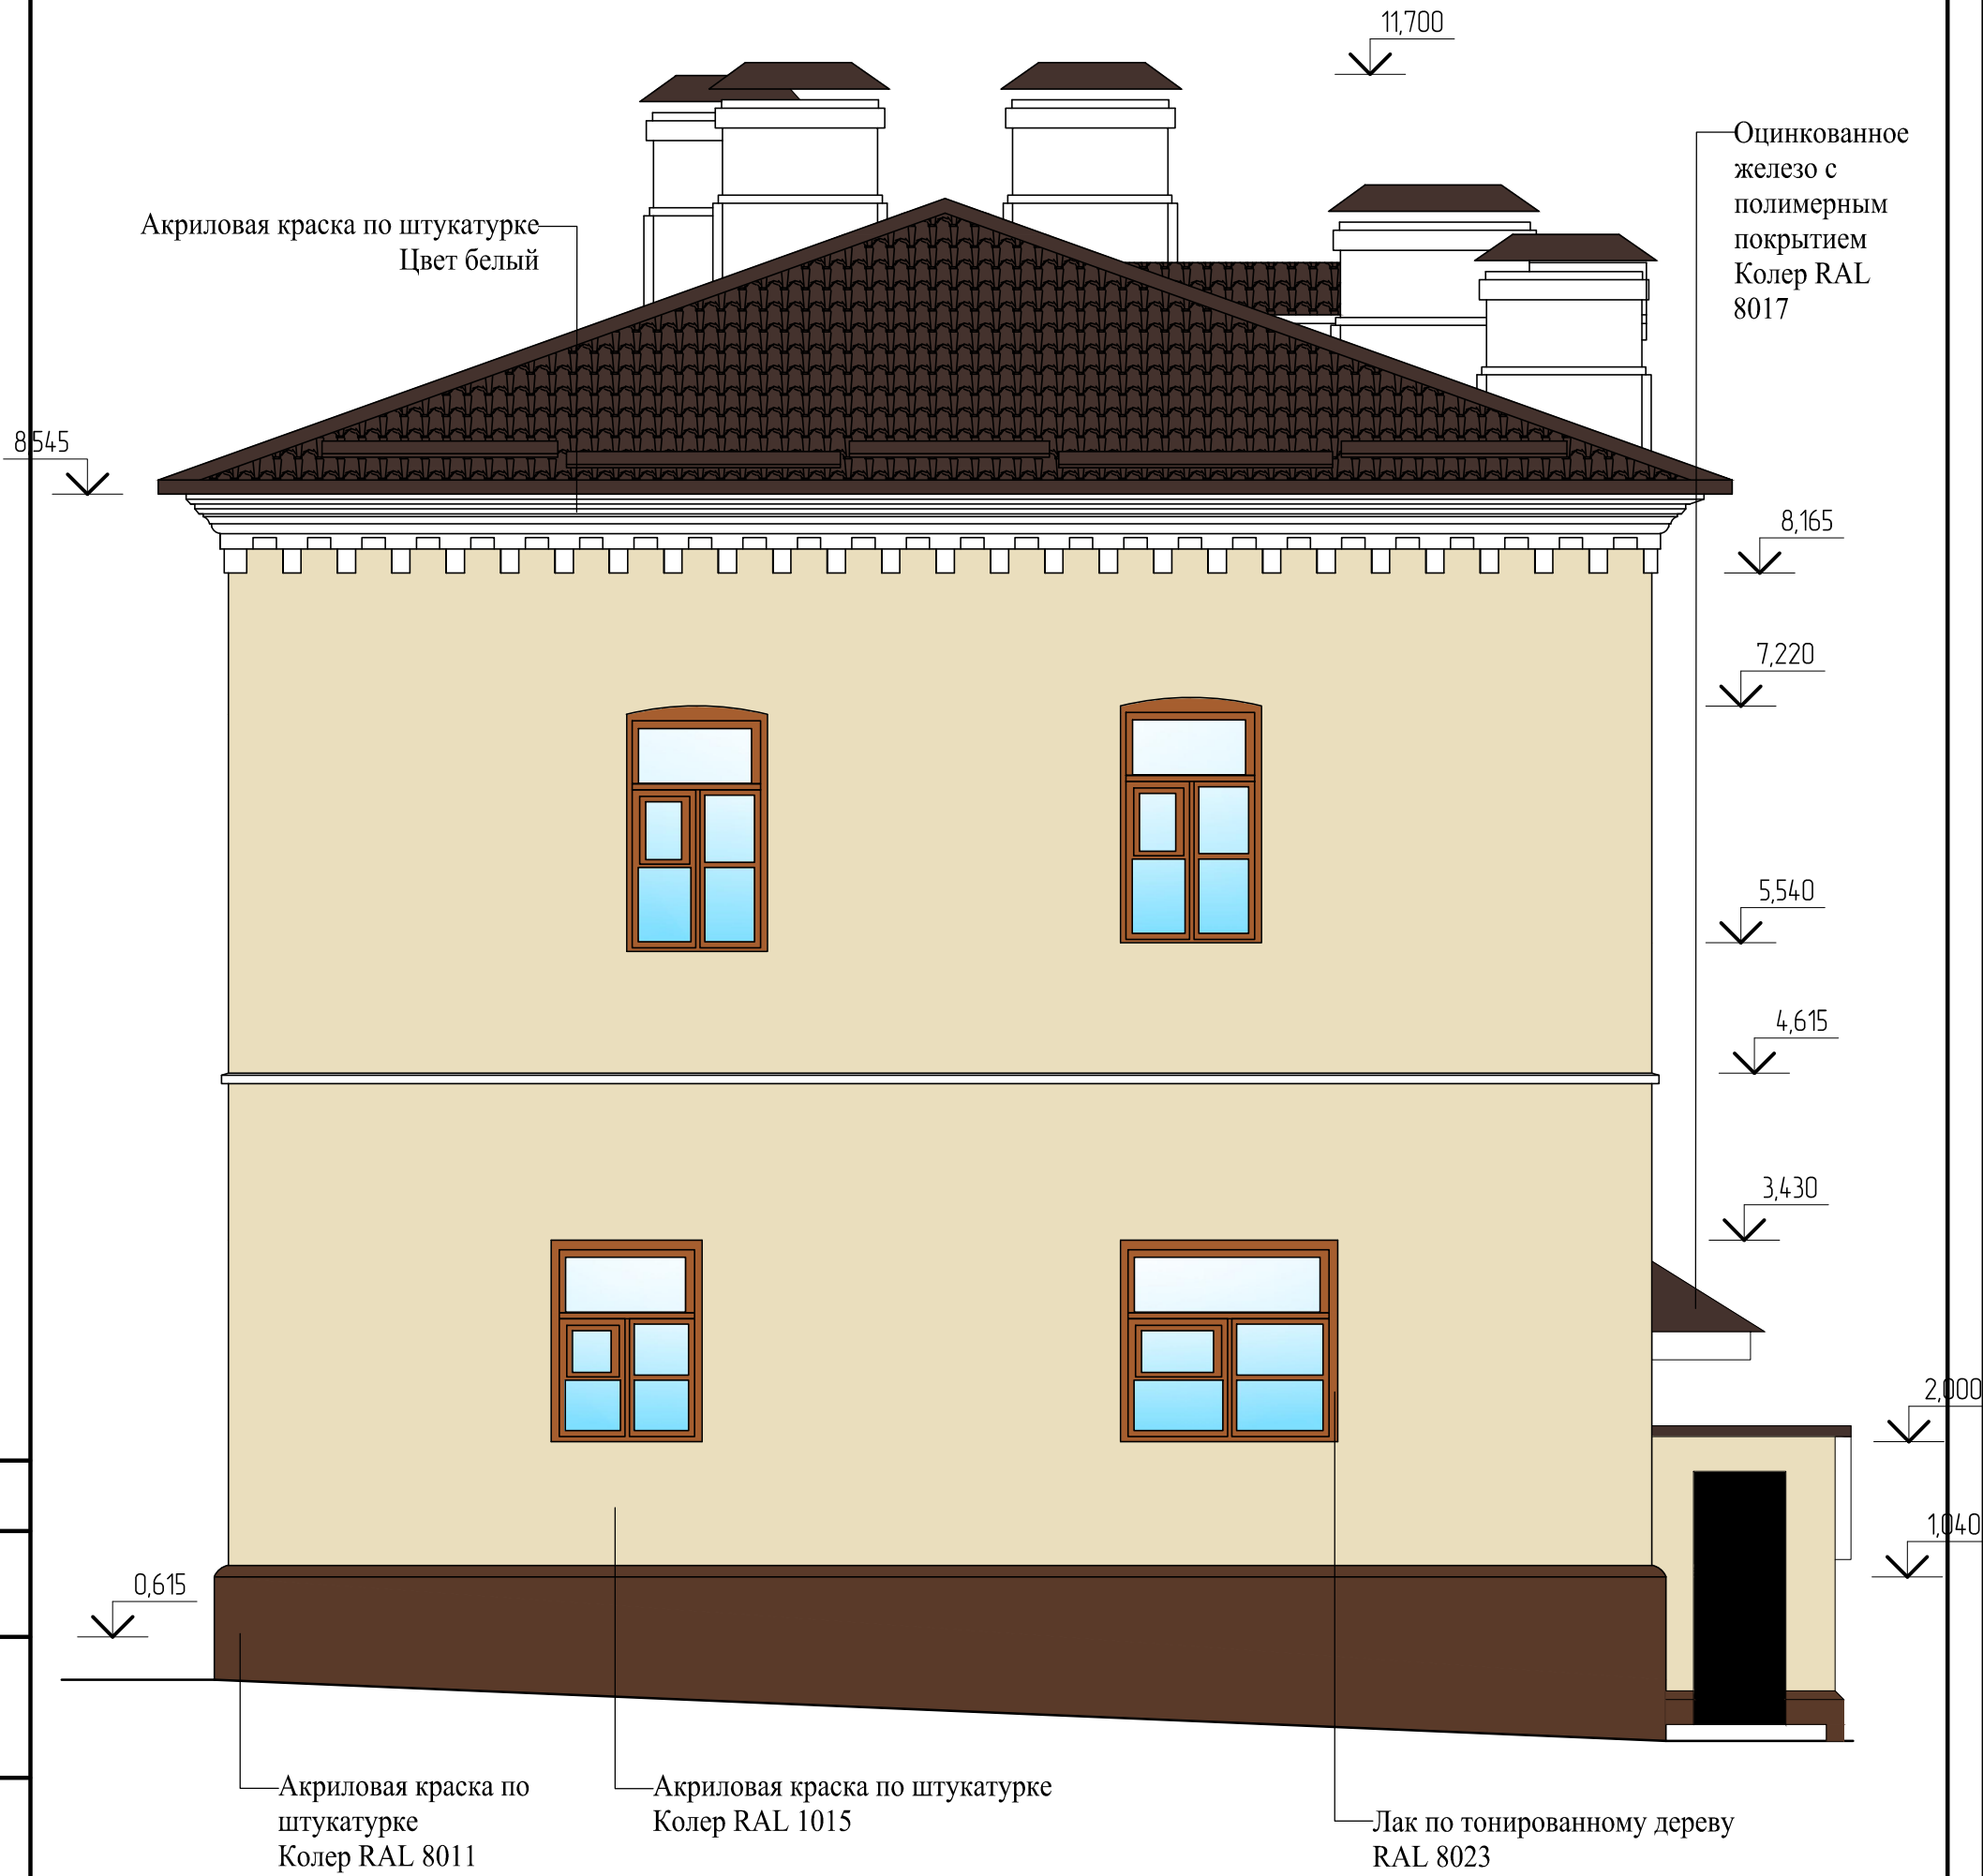 11,700
Оцинкованное
железо с
полимерным
покрытием
Колер RAL
8017
Акриловая краска по штукатурке
Цвет белый
8,545
8,165
7,220
5,540
4,615
3,430
2,000
1,040
0,615
Акриловая краска по
штукатурке
Колер RAL 8011
Акриловая краска по штукатурке
Колер RAL 1015
Лак по тонированному дереву
RAL 8023